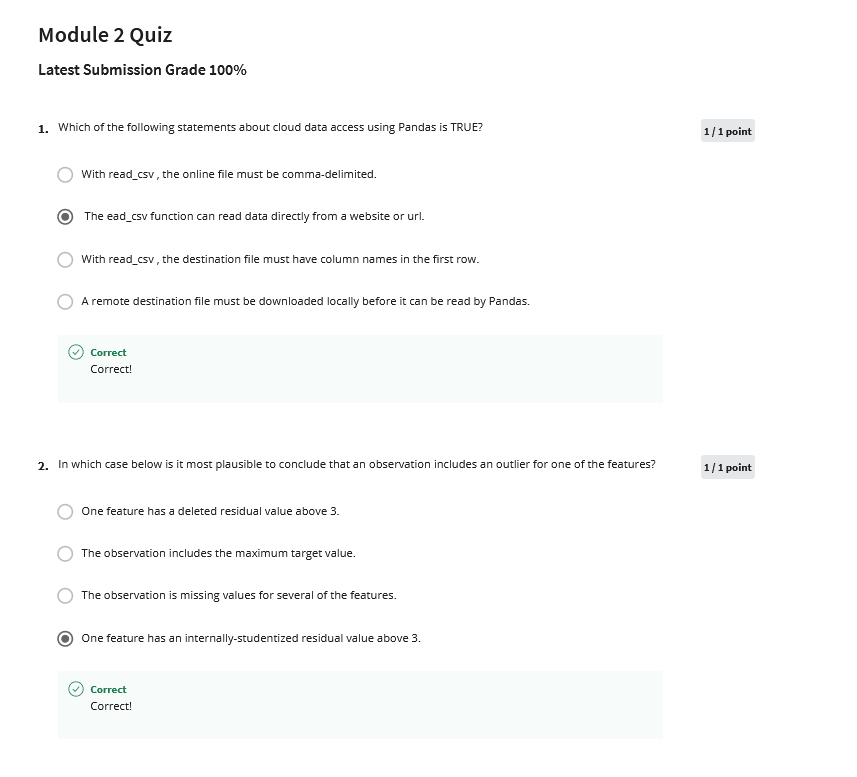 Module 2 Quiz
Latest Submission Grade 100%
1. Which of the following statements about cloud data access using Pandas is TRUE?
1 / 1 point
With read_csv , the online file must be comma-delimited.
The ead_csv function can read data directly from a website or url.
With read_csv , the destination file must have column names in the first row.
A remote destination file must be downloaded locally before it can be read by Pandas.
Correct
Correct!
2. In which case below is it most plausible to conclude that an observation includes an outlier for one of the features?
1 / 1 point
One feature has a deleted residual value above 3.
The observation includes the maximum target value.
The observation is missing values for several of the features.
One feature has an internally-studentized residual value above 3.
Correct
Correct!